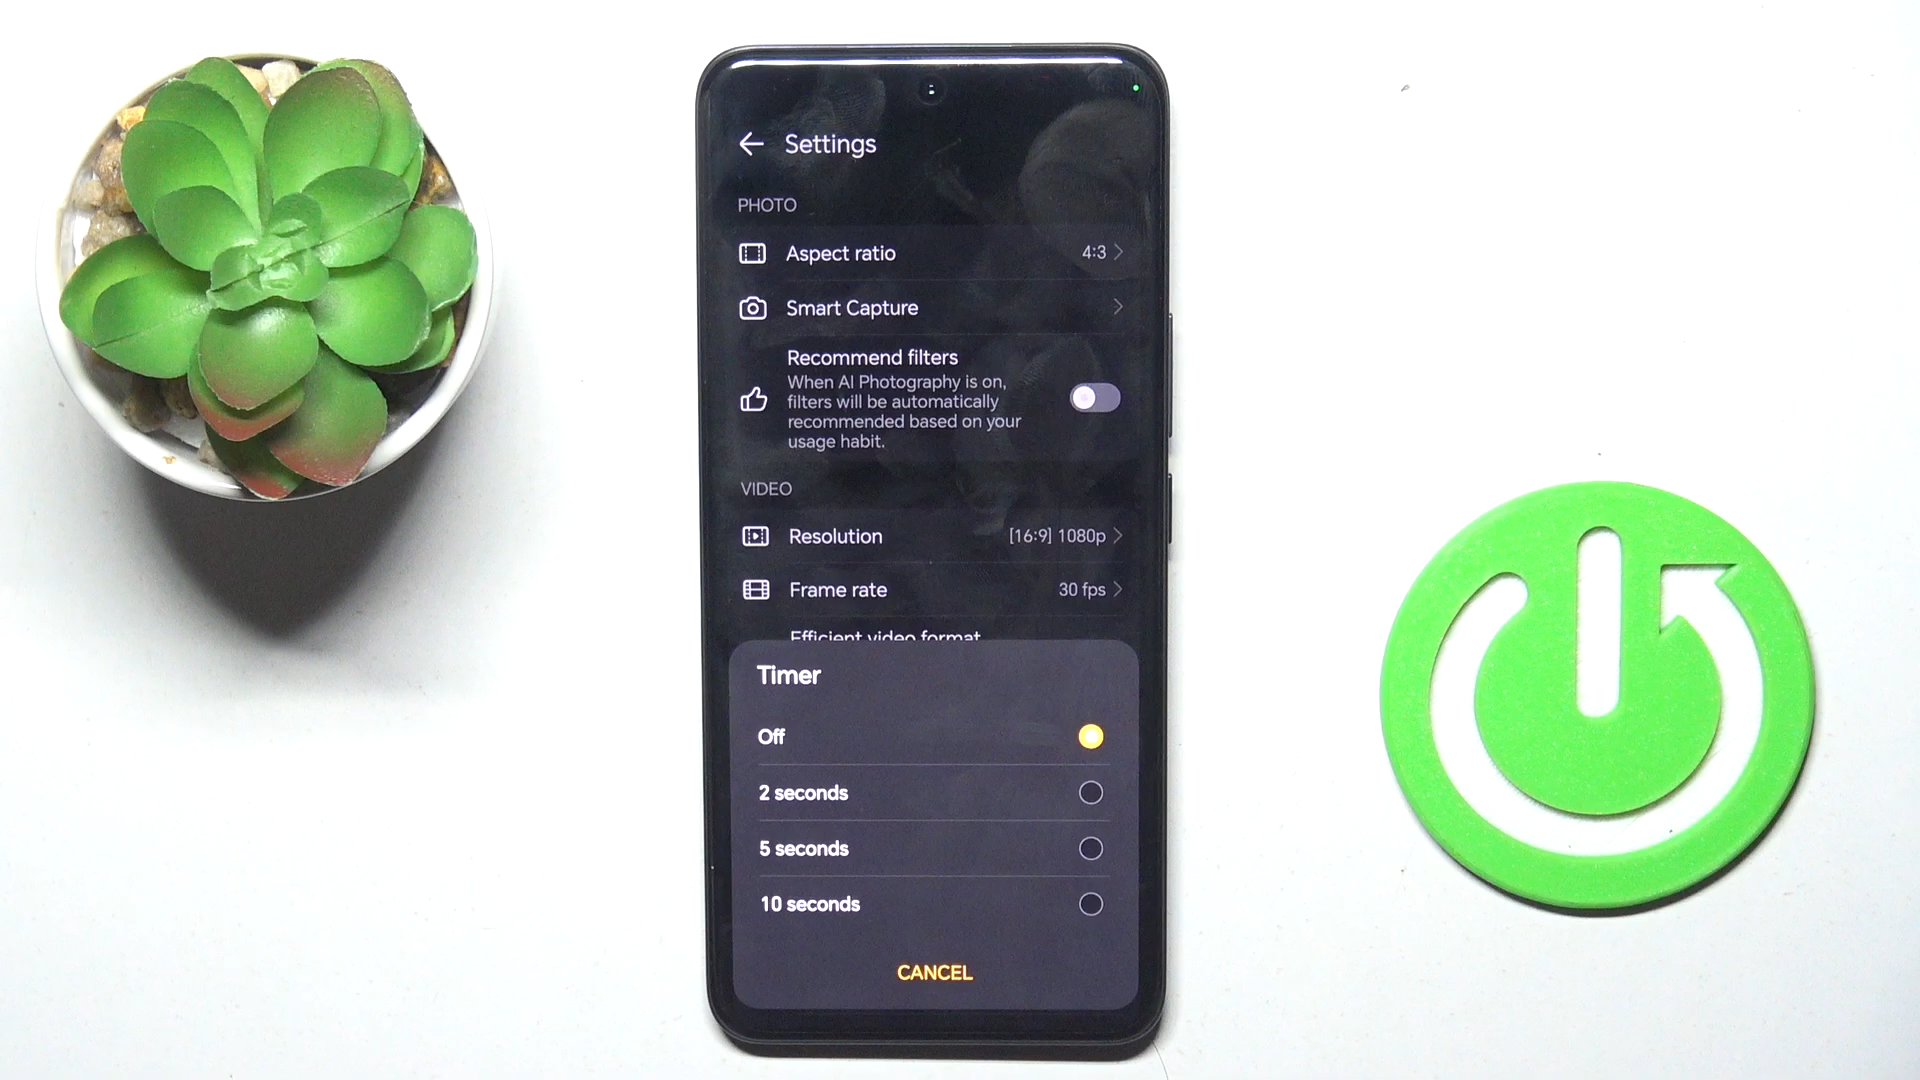 Settings
PHOTO
Aspect ratio 4:3
Smart Capture
Recommend filters
When AI Photography is on,
filters will be automatically
recommended based on your
usage habit.
VIDEO
Resolution [16:9] 1080p
Frame rate 30 fps
Efficient video format
Timer
Off
2 seconds
5 seconds
10 seconds
CANCEL